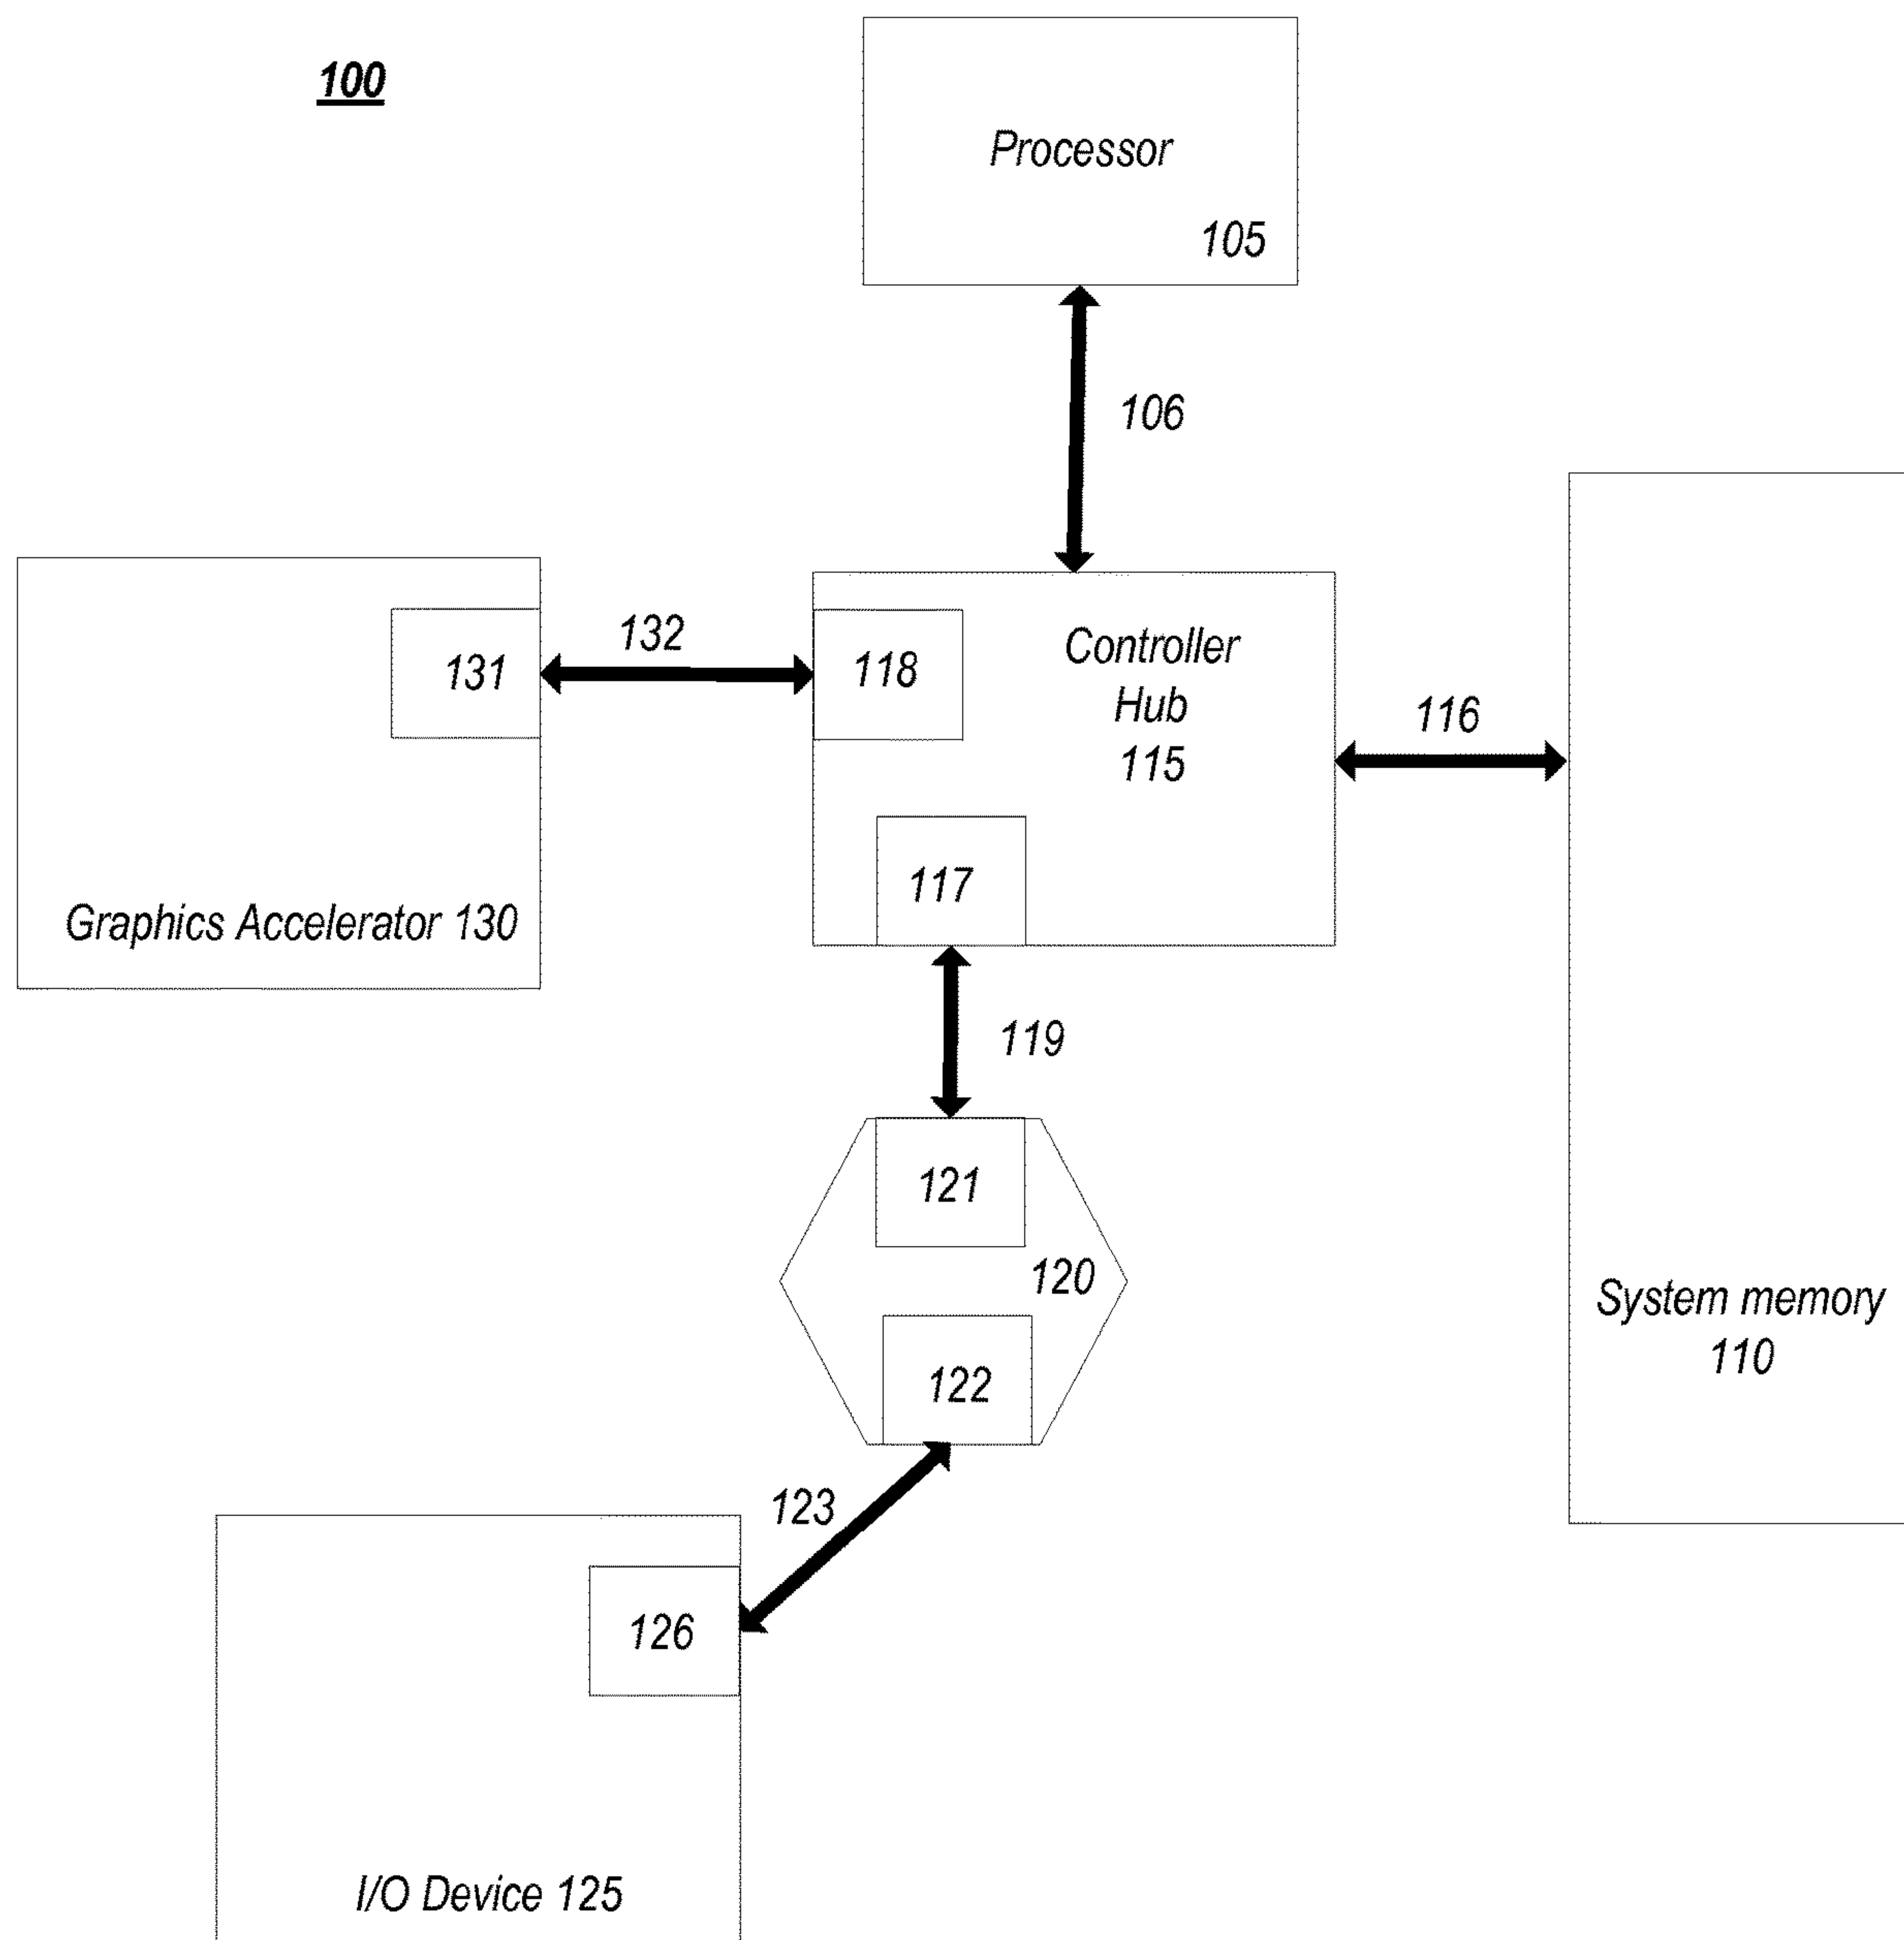 100
Processor
105
106
132
131
118
Controller
Hub
115
116
117
Graphics Accelerator 130
119
121
120
122
System memory
110
123
126
I/O Device 125